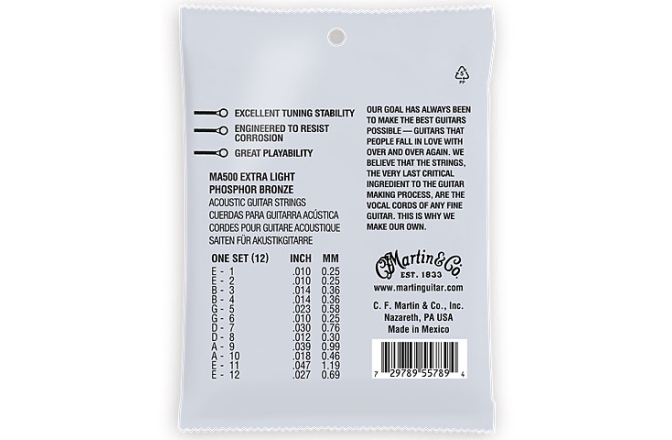 5
PP
EXCELLENT TUNING STABILITY
ENGINEERED TO RESIST
CORROSION
GREAT PLAYABILITY
MA500 EXTRA LIGHT
PHOSPHOR BRONZE
ACOUSTIC GUITAR STRINGS
CUERDAS PARA GUITARRA ACÚSTICA
CORDES POUR GUITARE ACOUSTIQUE
SAITEN FÜR AKUSTIKGITARRE
ONE SET (12) INCH MM
E - 1 .010 0.25
E - 2 .010 0.25
B - 3 .014 0.36
B - 4 .014 0.36
G - 5 .023 0.58
G - 6 .010 0.25
D - 7 .030 0.76
D - 8 .012 0.30
A - 9 .039 0.99
A - 10 .018 0.46
E - 11 .047 1.19
E - 12 .027 0.69
OUR GOAL HAS ALWAYS BEEN
TO MAKE THE BEST GUITARS
POSSIBLE — GUITARS THAT
PEOPLE FALL IN LOVE WITH
OVER AND OVER AGAIN. WE
BELIEVE THAT THE STRINGS,
THE VERY LAST CRITICAL
INGREDIENT TO THE GUITAR
MAKING PROCESS, ARE THE
VOCAL CORDS OF ANY FINE
GUITAR. THIS IS WHY WE
MAKE OUR OWN.
CF Martin & Co.
EST. 1833
www.martinguitar.com
C. F. Martin & Co., Inc.
Nazareth, PA USA
Made in Mexico
7 29789 55789 4